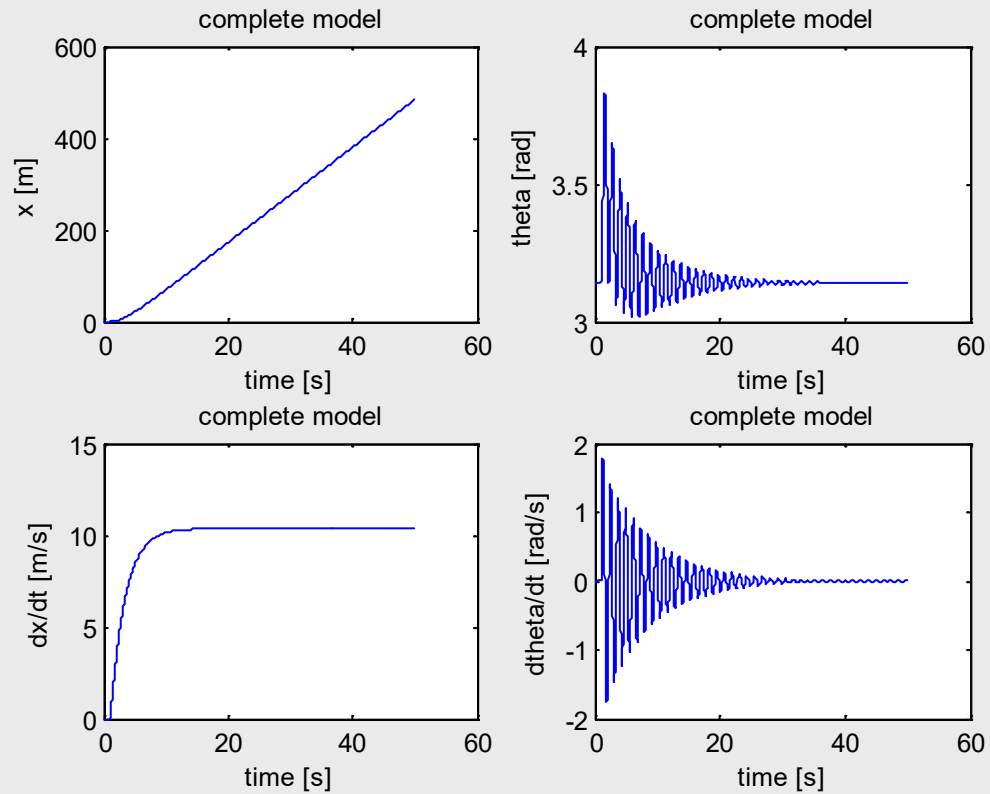 complete model
600
400
200
0
x [m]
0 20 40 60
time [s]
complete model
4
3.5
3
theta [rad]
0 20 40 60
time [s]
complete model
15
10
5
0
dx/dt [m/s]
0 20 40 60
time [s]
complete model
2
1
0
-1
-2
dtheta/dt [rad/s]
0 20 40 60
time [s]